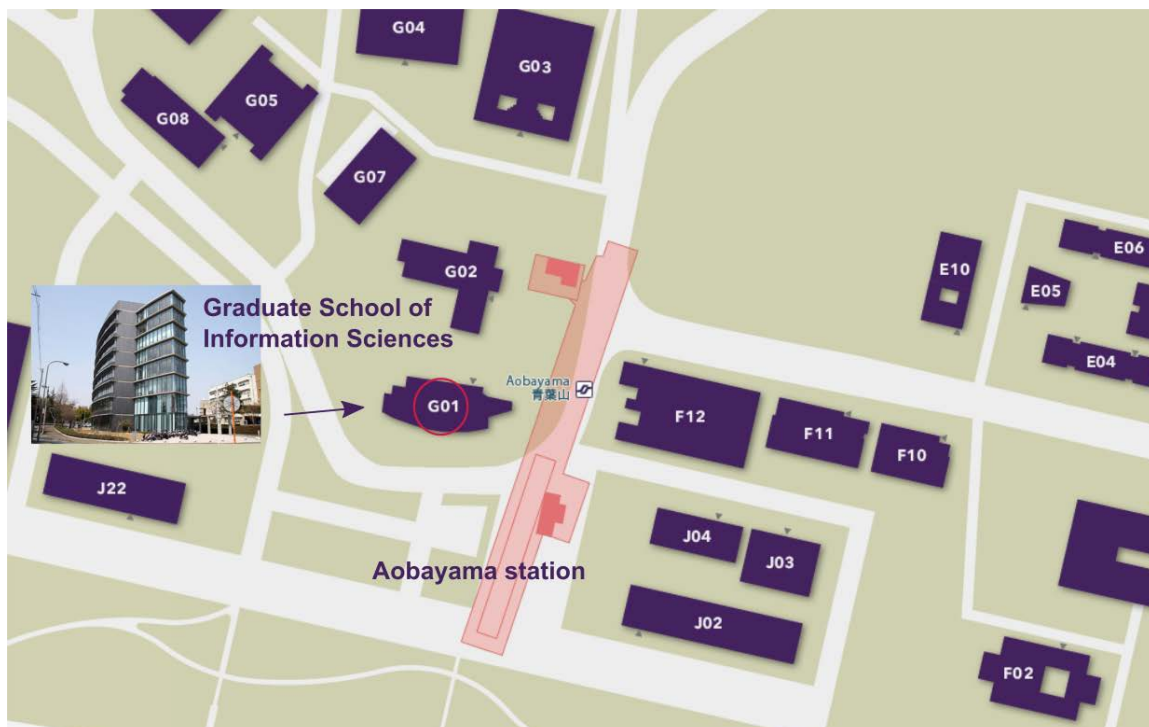 G04
G03
G05
G08
G07
G02
E06
E10
E05
E04
Graduate School of
Information Sciences
Aobayama
青葉山
G01
F12
F11
F10
J22
J04
J03
Aobayama station
J02
F02